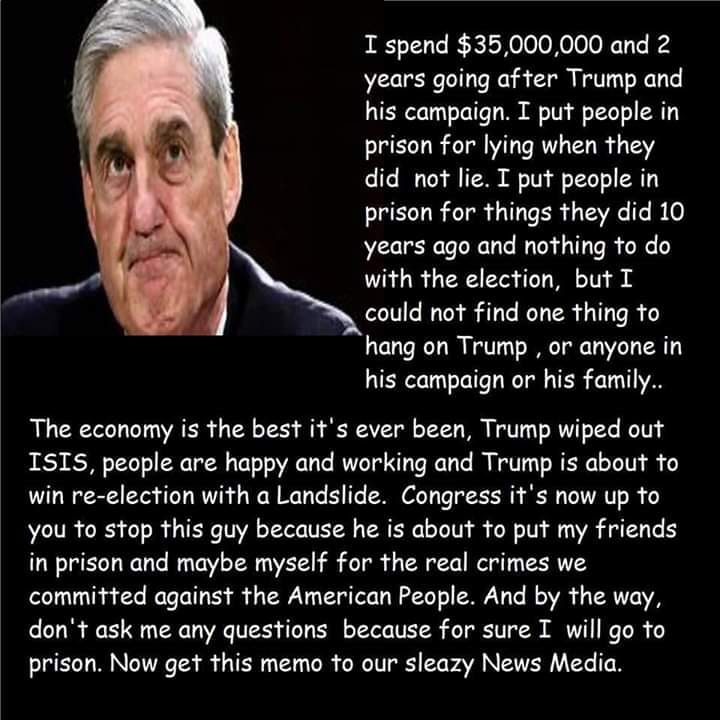 I spend $35,000,000 and 2
years going after Trump and
his campaign. I put people in
prison for lying when they
did not lie. I put people in
prison for things they did 10
years ago and nothing to do
with the election, but I
could not find one thing to
hang on Trump , or anyone in
his campaign or his family..
The economy is the best it's ever been, Trump wiped out
ISIS, people are happy and working and Trump is about to
win re-election with a Landslide. Congress it's now up to
you to stop this guy because he is about to put my friends
in prison and maybe myself for the real crimes we
committed against the American People. And by the way,
don't ask me any questions because for sure I will go to
prison. Now get this memo to our sleazy News Media.